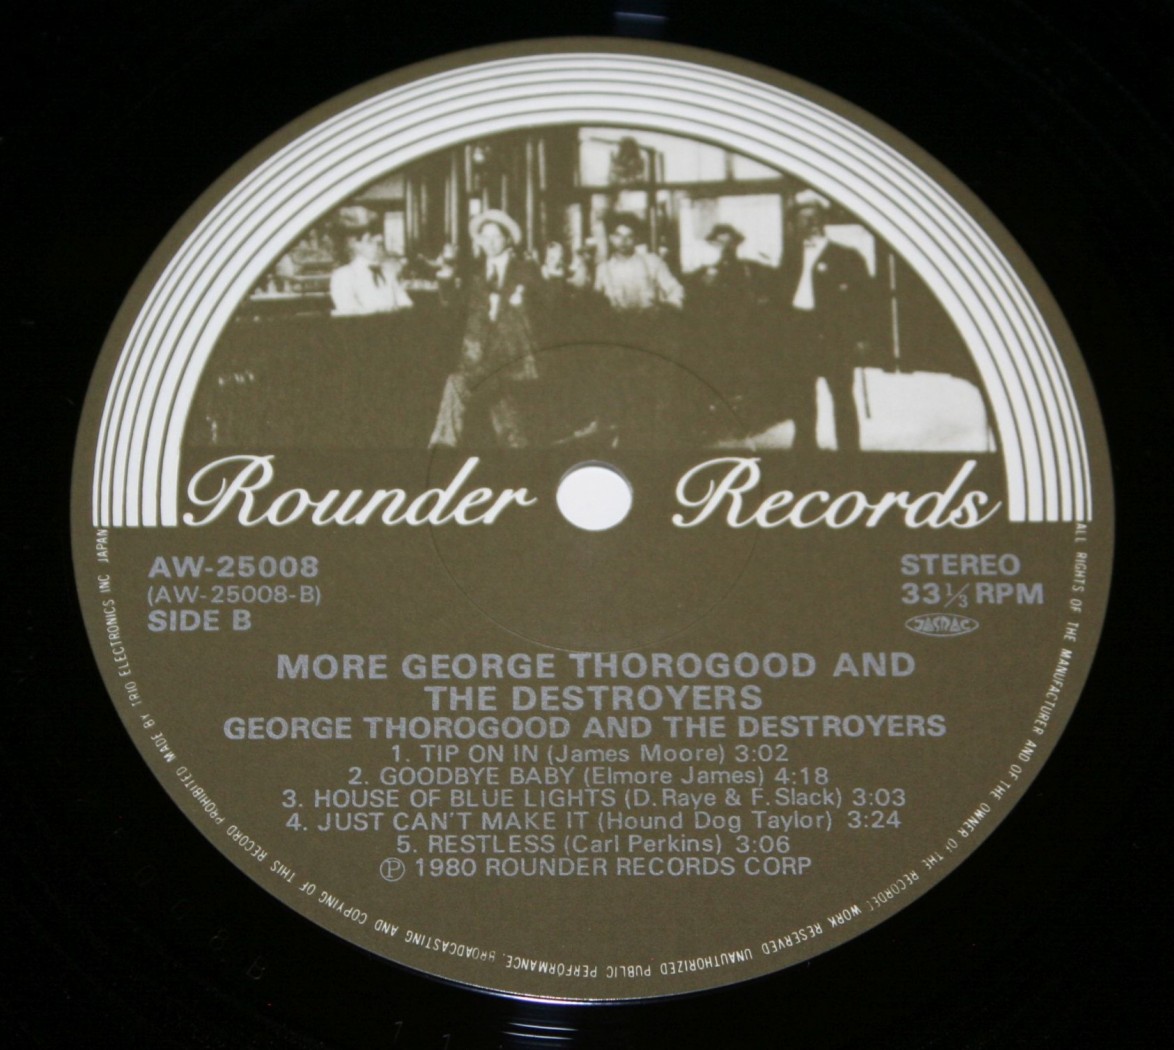 Rounder Records
AW-25008
(AW-25008-B)
SIDE B
STEREO
33 1/3 RPM
JASRAC
MORE GEORGE THOROGOOD AND
THE DESTROYERS
GEORGE THOROGOOD AND THE DESTROYERS
1. TIP ON IN (James Moore) 3:02
2. GOODBYE BABY (Elmore James) 4:18
3. HOUSE OF BLUE LIGHTS (D. Raye & F. Slack) 3:03
4. JUST CAN'T MAKE IT (Hound Dog Taylor) 3:24
5. RESTLESS (Carl Perkins) 3:06
Ⓟ 1980 ROUNDER RECORDS CORP
ALL RIGHTS OF THE MANUFACTURER AND OF THE OWNER OF THE RECORDED WORK RESERVED UNAUTHORIZED PUBLIC PERFORMANCE, BROADCASTING AND COPYING OF THIS RECORD PROHIBITED MADE BY TRIO ELECTRONICS INC JAPAN